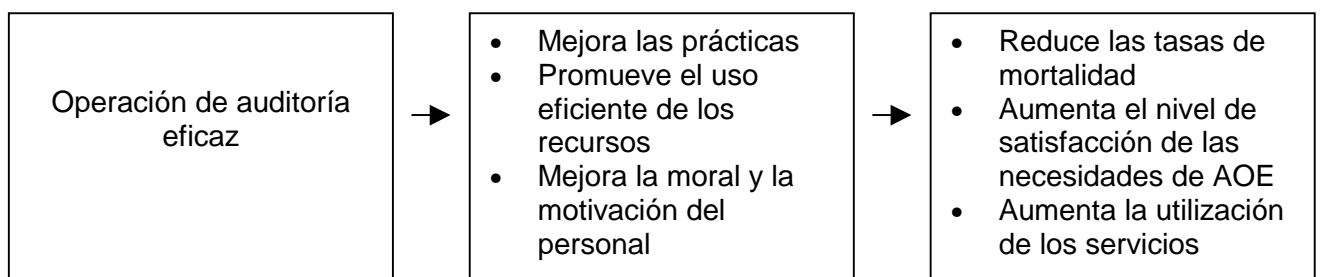 Operación de auditoría
eficaz
• Mejora las prácticas
• Promueve el uso
eficiente de los
recursos
• Mejora la moral y la
motivación del
personal
• Reduce las tasas de
mortalidad
• Aumenta el nivel de
satisfacción de las
necesidades de AOE
• Aumenta la utilización
de los servicios